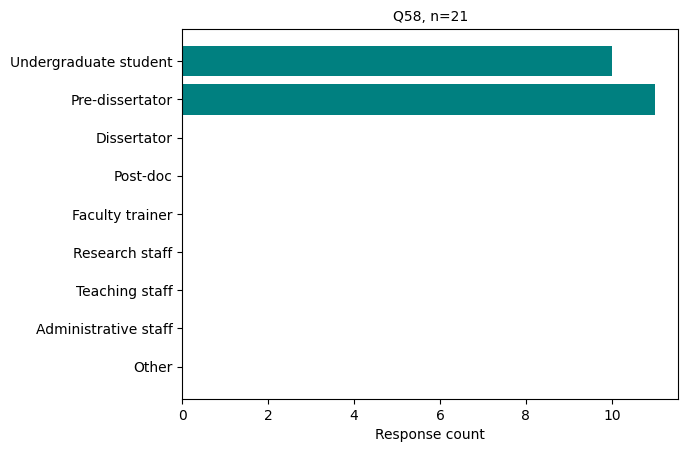 Q58, n=21
Undergraduate student
Pre-dissertator
Dissertator
Post-doc
Faculty trainer
Research staff
Teaching staff
Administrative staff
Other
0 2 4 6 8 10
Response count